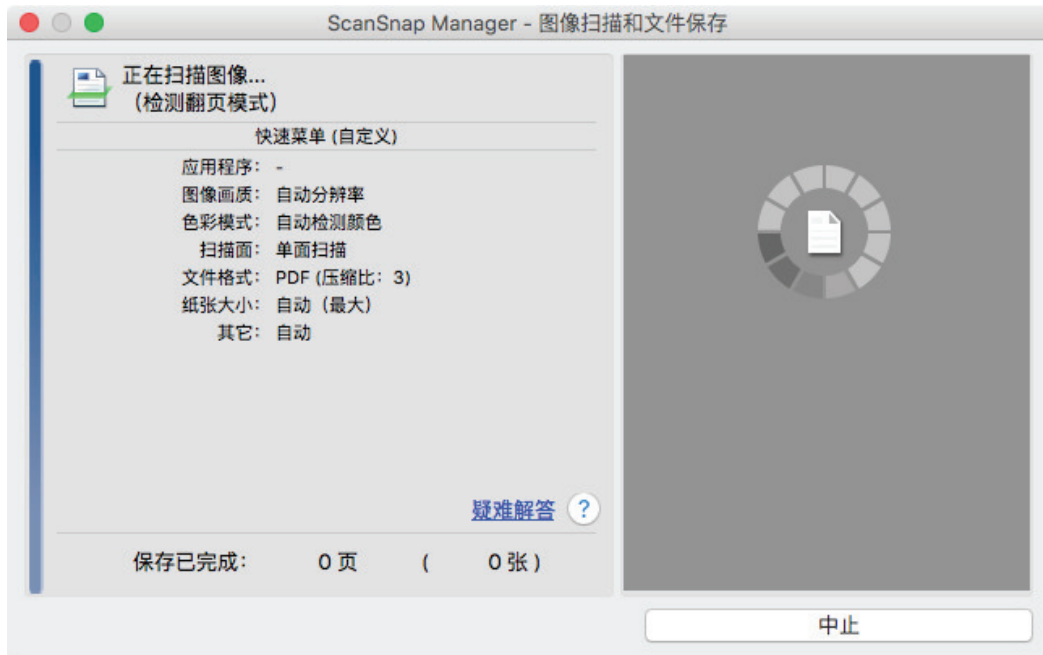 ScanSnap Manager - 图像扫描和文件保存
正在扫描图像...
（检测翻页模式）
快速菜单 (自定义)
应用程序： -
图像画质： 自动分辨率
色彩模式： 自动检测颜色
扫描面： 单面扫描
文件格式： PDF (压缩比：3)
纸张大小： 自动（最大）
其它： 自动
疑难解答 ?
保存已完成： 0 页 ( 0 张 )
中止